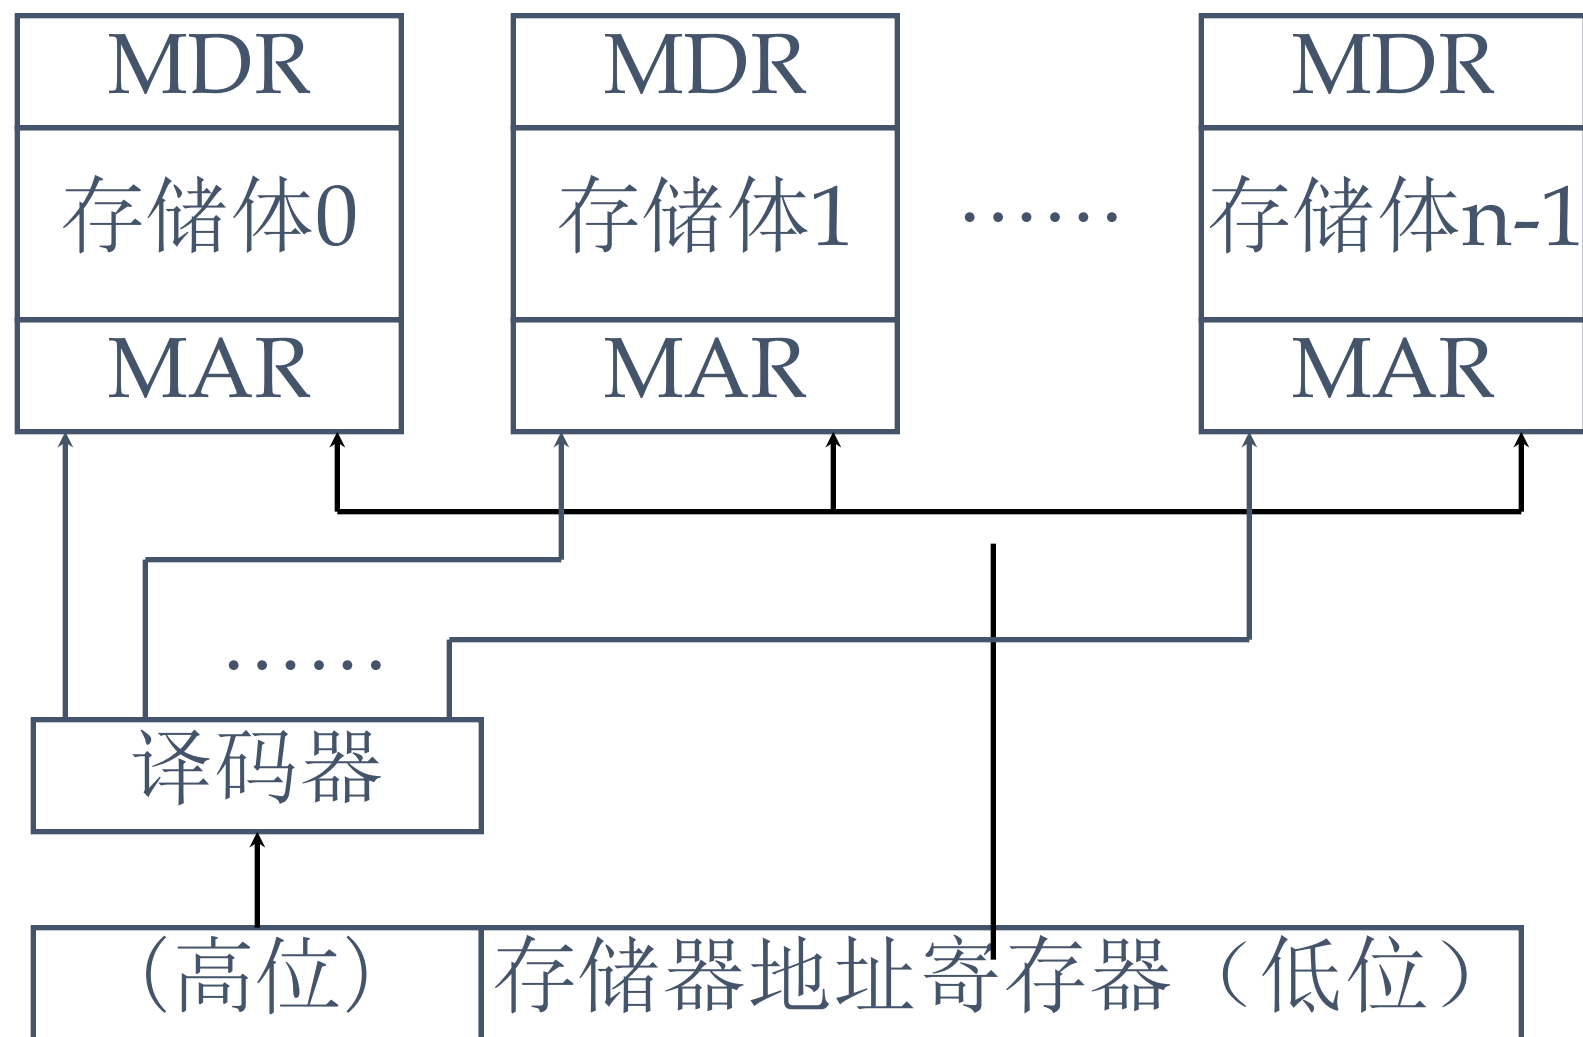 MDR MDR MDR
存储体0 存储体1 …… 存储体n-1
MAR MAR MAR
……
译码器
（高位） 存储器地址寄存器（低位）